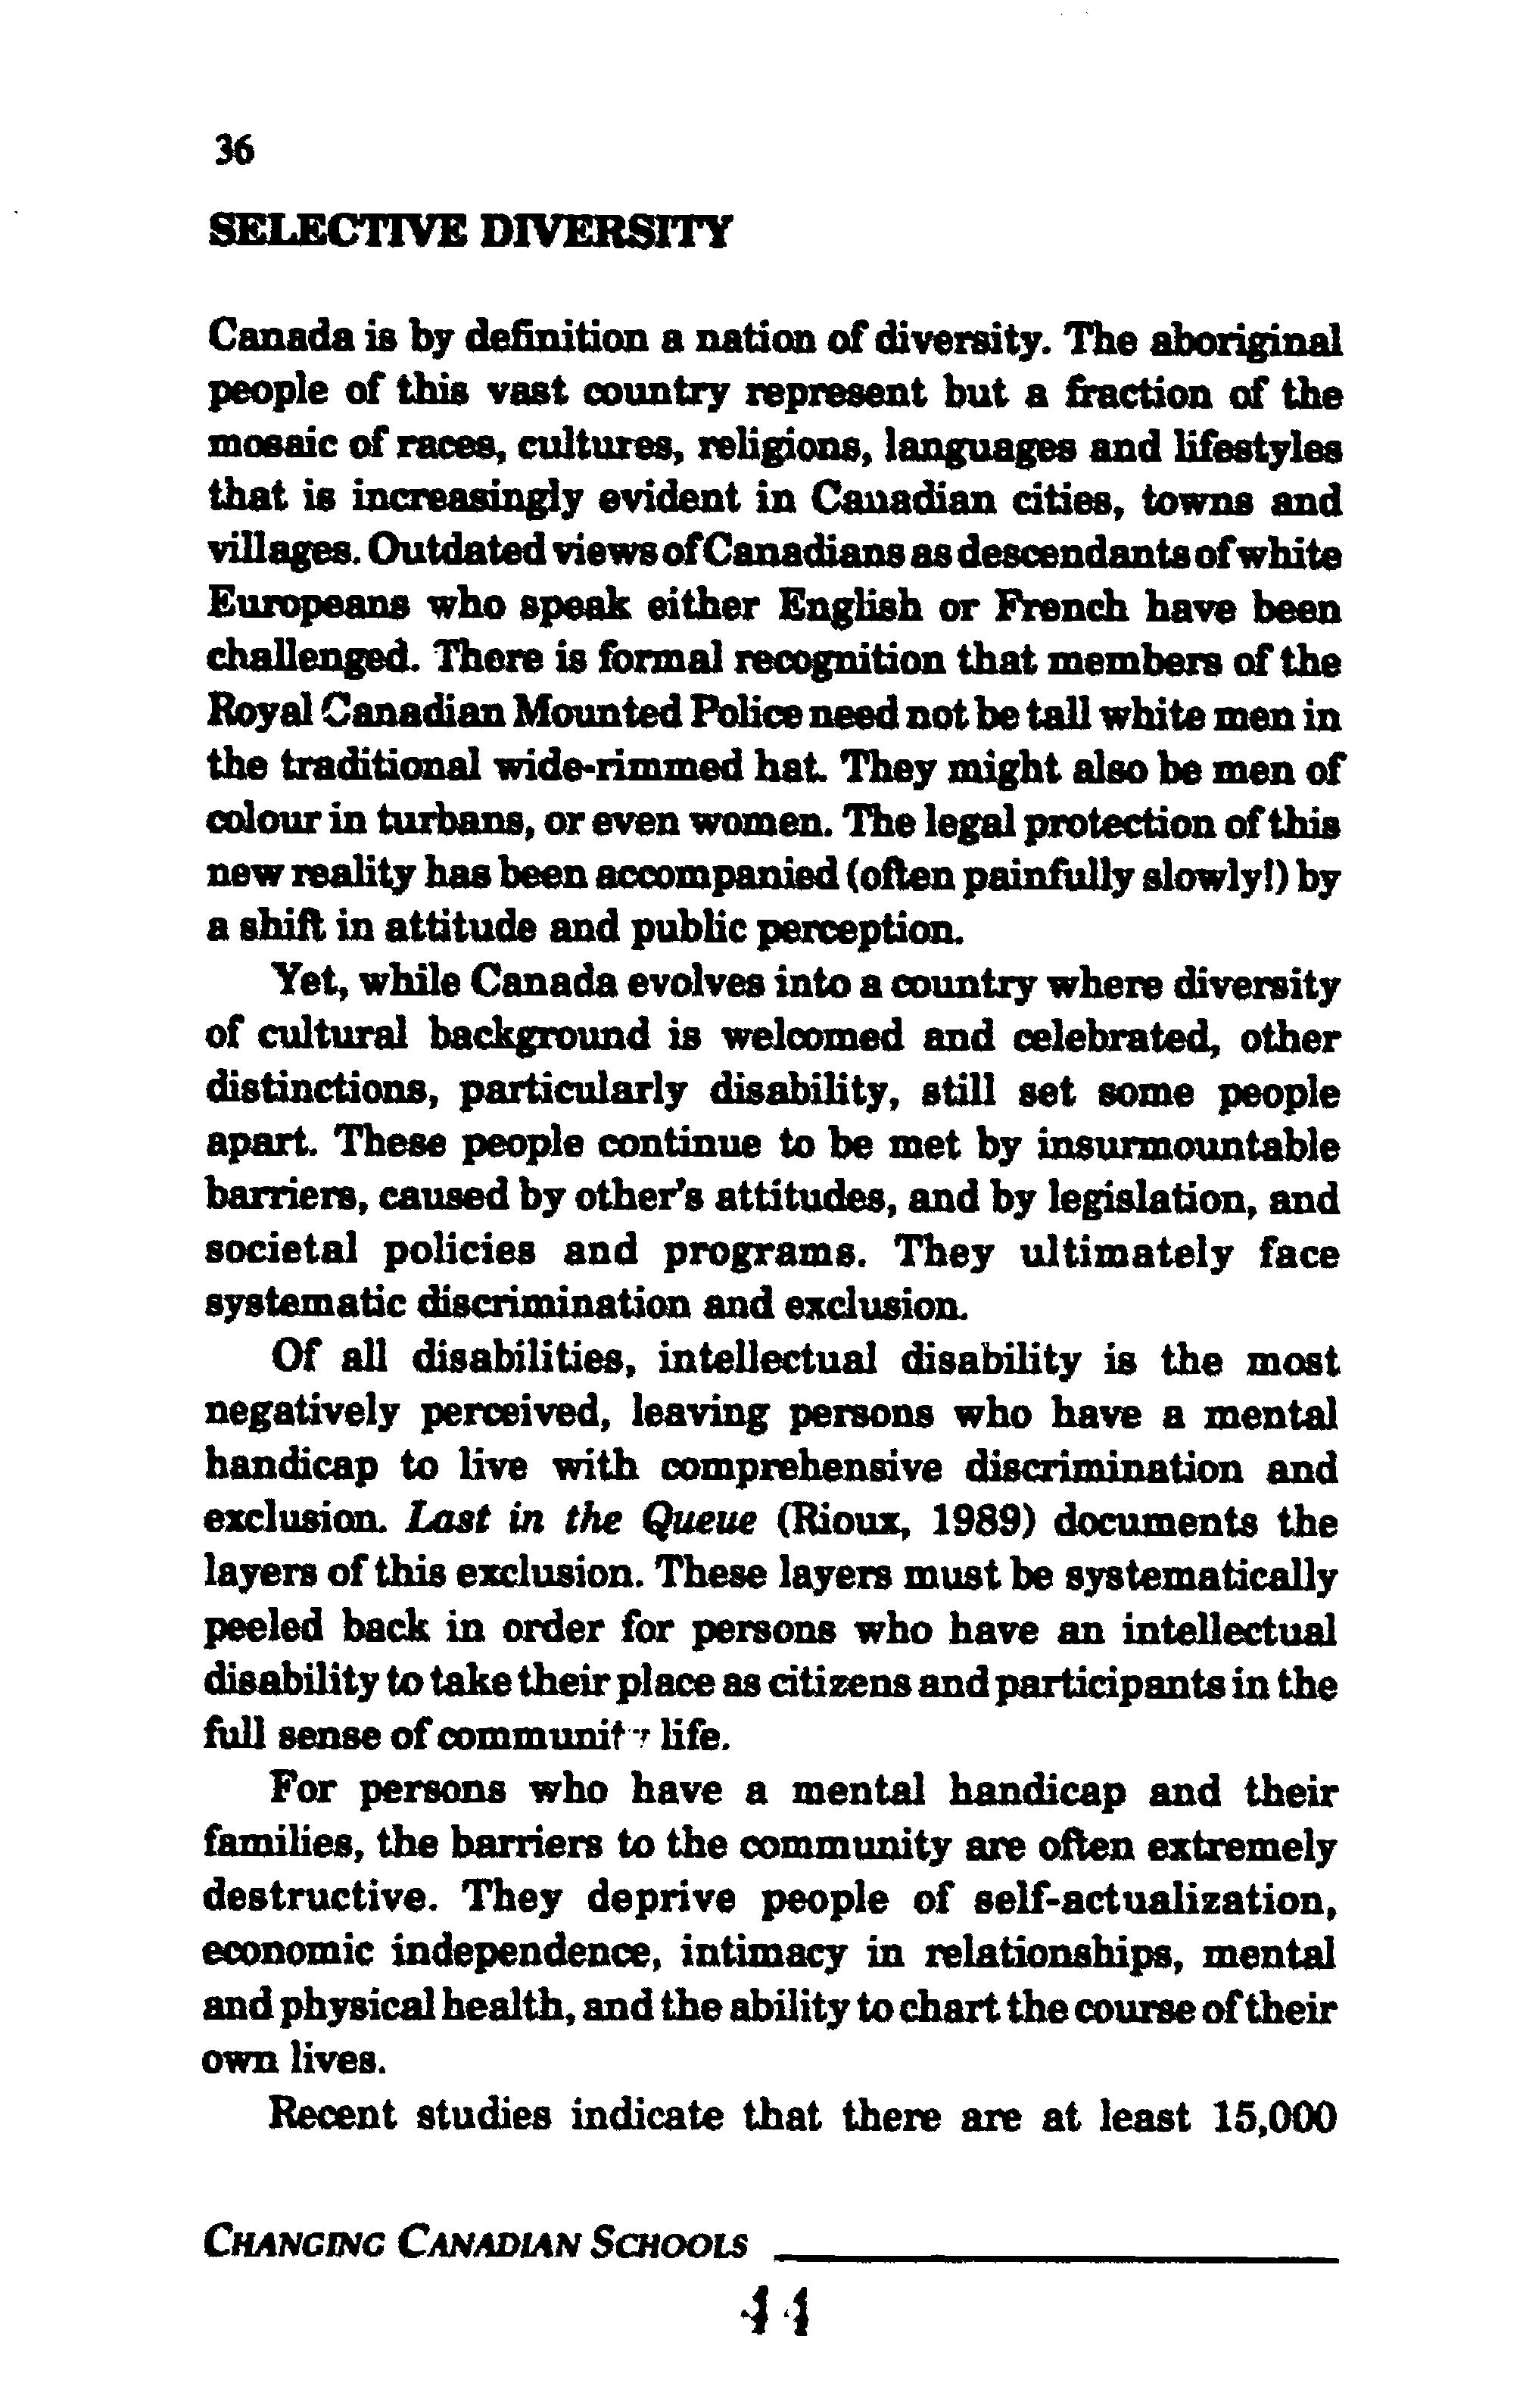 36
SELECTIVE DIVERSITY
Canada is by definition a nation of diversity. The aboriginal
people of this vast country represent but a fraction of the
mosaic of races, cultures, religions, languages and lifestyles
that is increasingly evident in Canadian cities, towns and
villages. Outdated views of Canadians as descendants of white
Europeans who speak either English or French have been
challenged. There is formal recognition that members of the
Royal Canadian Mounted Police need not be tall white men in
the traditional wide-rimmed hat. They might also be men of
colour in turbans, or even women. The legal protection of this
new reality has been accompanied (often painfully slowly!) by
a shift in attitude and public perception.
Yet, while Canada evolves into a country where diversity
of cultural background is welcomed and celebrated, other
distinctions, particularly disability, still set some people
apart. These people continue to be met by insurmountable
barriers, caused by other's attitudes, and by legislation, and
societal policies and programs. They ultimately face
systematic discrimination and exclusion.
Of all disabilities, intellectual disability is the most
negatively perceived, leaving persons who have a mental
handicap to live with comprehensive discrimination and
exclusion. Last in the Queue (Rioux, 1989) documents the
layers of this exclusion. These layers must be systematically
peeled back in order for persons who have an intellectual
disability to take their place as citizens and participants in the
full sense of community life.
For persons who have a mental handicap and their
families, the barriers to the community are often extremely
destructive. They deprive people of self-actualization,
economic independence, intimacy in relationships, mental
and physical health, and the ability to chart the course of their
own lives.
Recent studies indicate that there are at least 15,000
CHANGING CANADIAN SCHOOLS
44